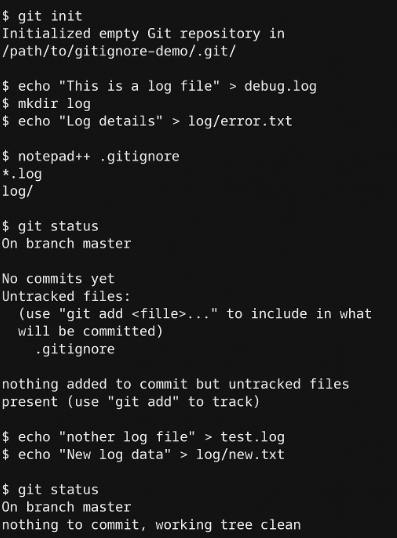 $ git init
Initialized empty Git repository in
/path/to/gitignore-demo/.git/
$ echo "This is a log file" > debug.log
$ mkdir log
$ echo "Log details" > log/error.txt
$ notepad++ .gitignore
*.log
log/
$ git status
On branch master
No commits yet
Untracked files:
(use "git add <fille>..." to include in what
will be committed)
.gitignore
nothing added to commit but untracked files
present (use "git add" to track)
$ echo "nother log file" > test.log
$ echo "New log data" > log/new.txt
$ git status
On branch master
nothing to commit, working tree clean